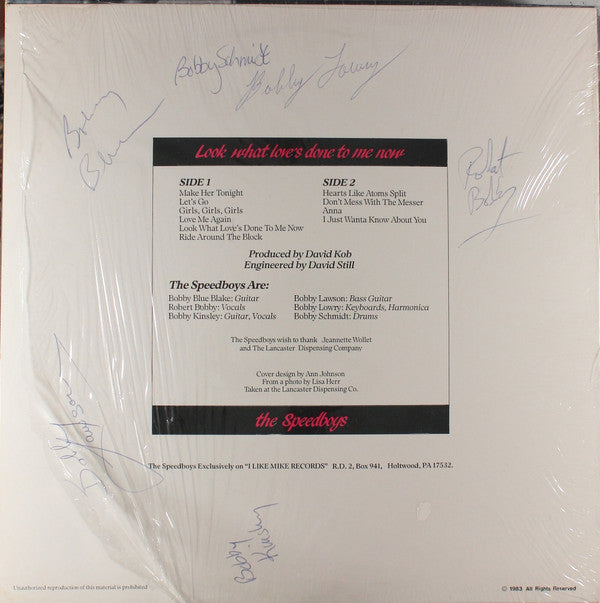 Bobby Schmidt
Bobby Lowry
Bobby
Blue
Look what love's done to me now
Robert
Bobby
SIDE 1
Make Her Tonight
Let's Go
Girls, Girls, Girls
Love Me Again
Look What Love's Done To Me Now
Ride Around The Block
SIDE 2
Hearts Like Atoms Split
Don't Mess With The Messer
Anna
I Just Wanta Know About You
Produced by David Kob
Engineered by David Still
The Speedboys Are:
Bobby Blue Blake: Guitar
Robert Bobby: Vocals
Bobby Kinsley: Guitar, Vocals
Bobby Lawson: Bass Guitar
Bobby Lowry: Keyboards, Harmonica
Bobby Schmidt: Drums
The Speedboys wish to thank Jeannette Wollet
and The Lancaster Dispensing Company
Cover design by Ann Johnson
From a photo by Lisa Herr
Taken at the Lancaster Dispensing Co.
the Speedboys
Bobby Lawson
The Speedboys Exclusively on "I LIKE MIKE RECORDS" R.D. 2, Box 941, Holtwood, PA 17532.
Bobby
Kinsley
Unauthorized reproduction of this material is prohibited
© 1983 All Rights Reserved